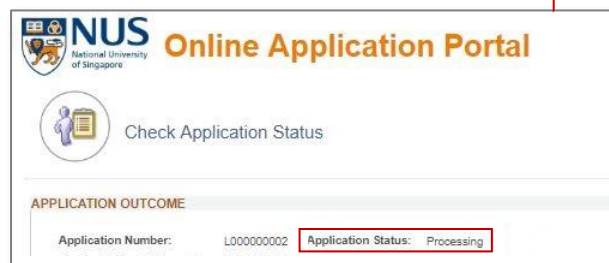 NUS
National University
of Singapore
Online Application Portal
Check Application Status
APPLICATION OUTCOME
Application Number: L000000002 Application Status: Processing